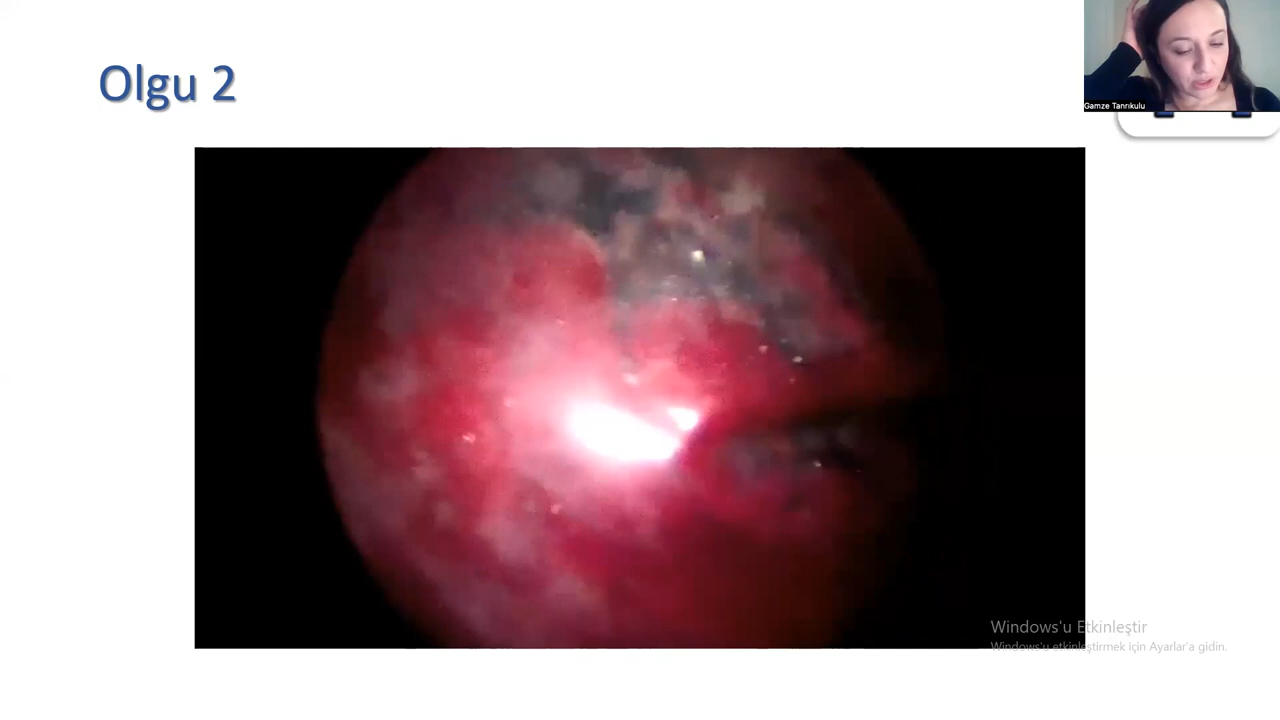 Olgu 2
Gamze Tanrıkulu
Windows'u Etkinleştir
Windows'u etkinleştirmek için Ayarlar'a gidin.